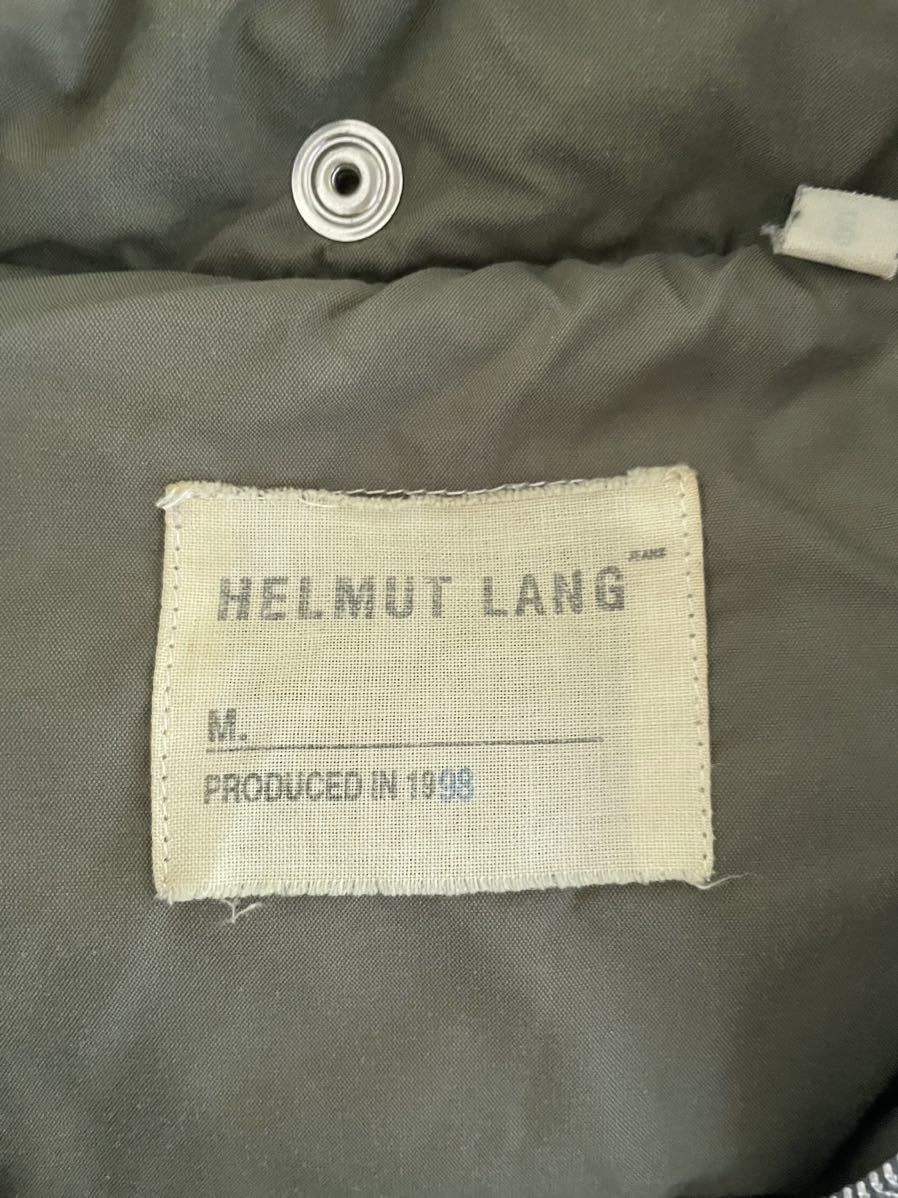 HELMUT LANG JEANS
M.
PRODUCED IN 1998